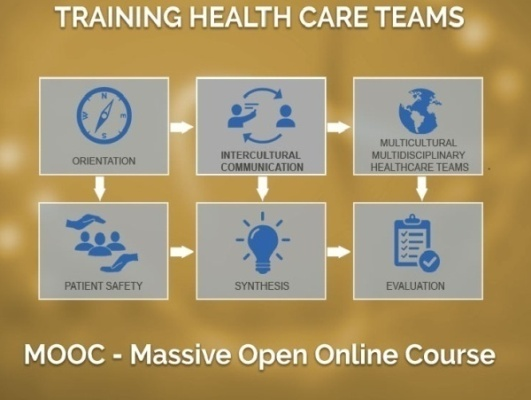 TRAINING HEALTH CARE TEAMS
N
E
S
W
ORIENTATION
INTERCULTURAL
COMMUNICATION
MULTICULTURAL
MULTIDISCIPLINARY
HEALTHCARE TEAMS
PATIENT SAFETY
SYNTHESIS
EVALUATION
MOOC - Massive Open Online Course